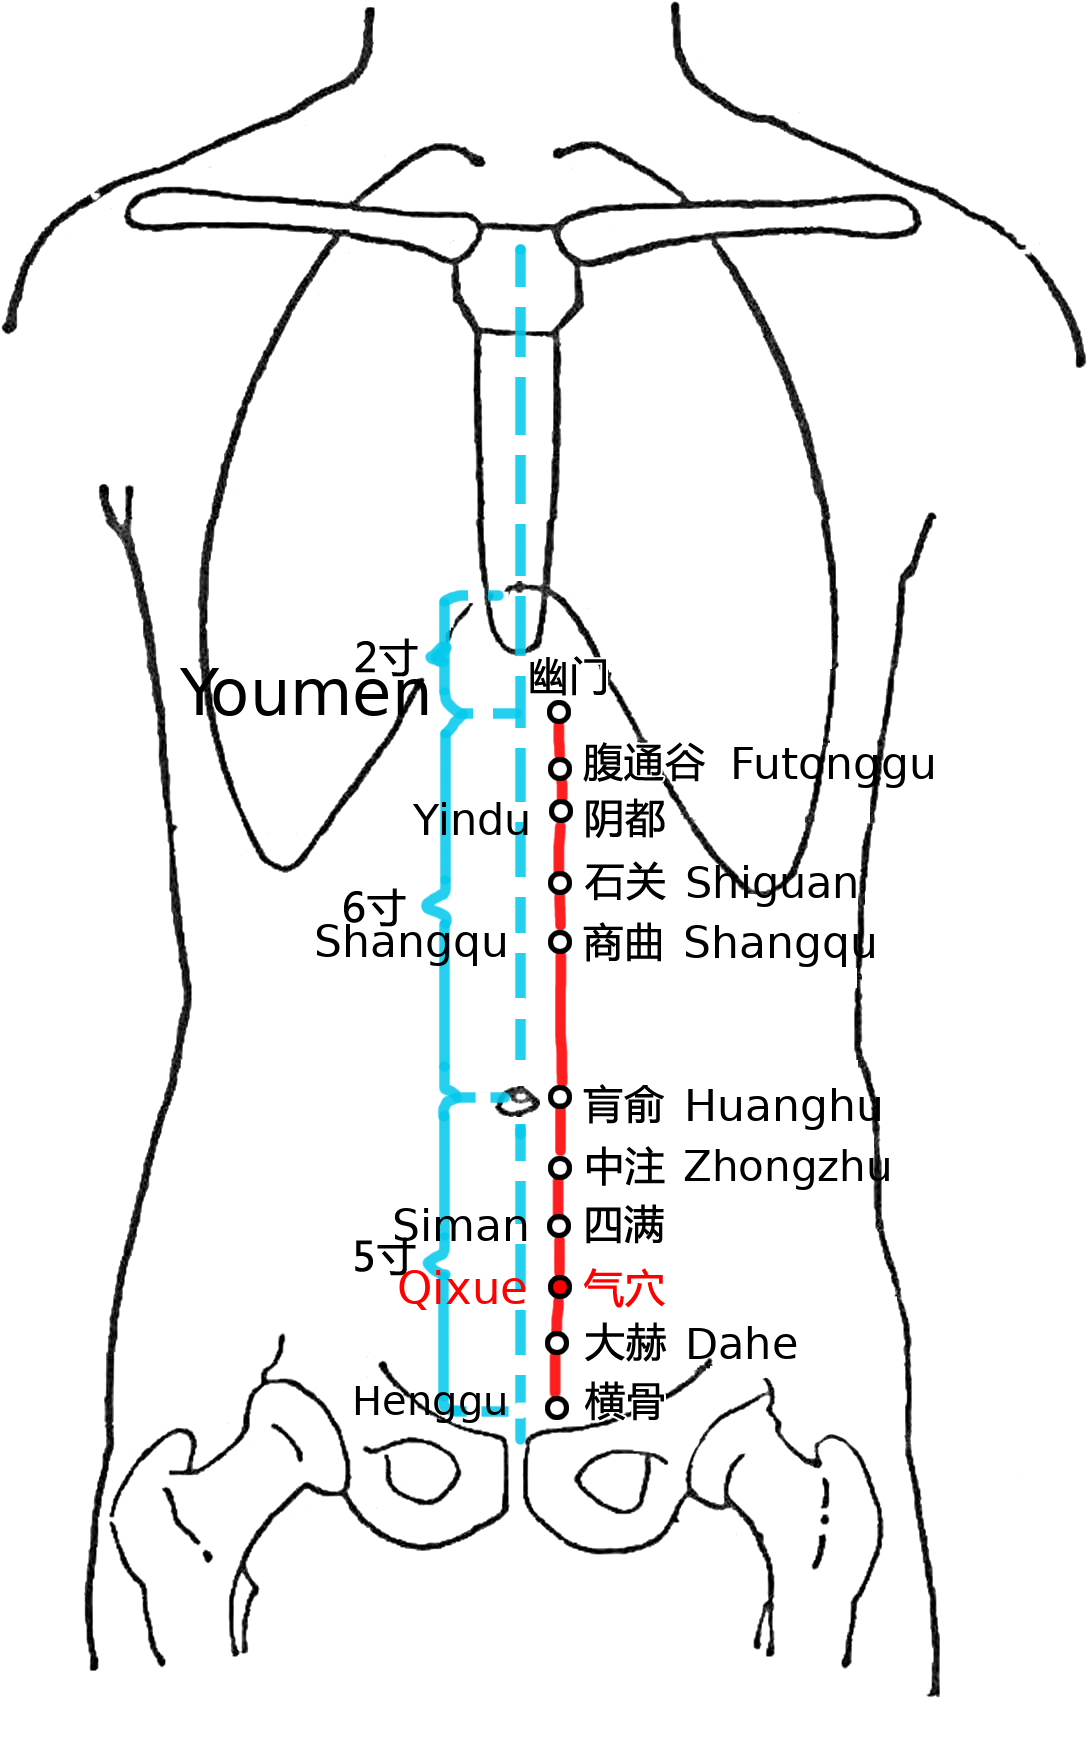 2寸
Youmen 幽门
腹通谷 Futonggu
Yindu 阴都
石关 Shiguan
6寸
Shangqu 商曲 Shangqu
肓俞 Huanghu
中注 Zhongzhu
Siman 四满
5寸
Qixue 气穴
大赫 Dahe
Henggu 横骨